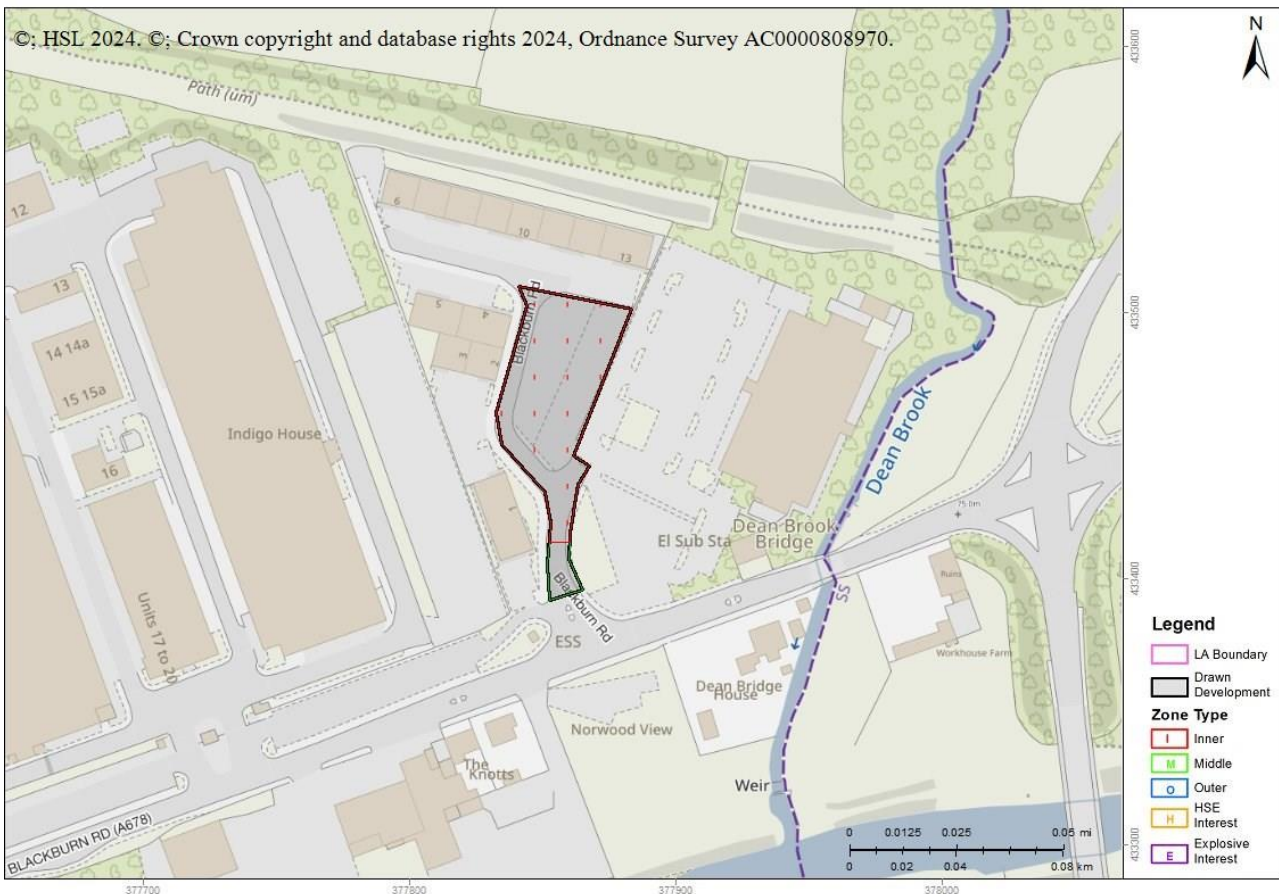 ©; HSL 2024. ©; Crown copyright and database rights 2024, Ordnance Survey AC0000808970.
N
433600
Path (um)
12
9
10
13
13
Blackburn Rd
433500
5
4
3
2
14 14a
15 15a
Indigo House
16
Dean Brook
1
75.0m
El Sub Sta
Dean Brook
Bridge
Ruins
433400
Blackburn Rd
SS
Units 17 to 20
ESS
Workhouse Farm
Dean Bridge
House
Norwood View
The
Knotts
Weir
BLACKBURN RD (A678)
0 0.0125 0.025 0.05 mi
0 0.02 0.04 0.08 km
433300
377700
377800
377900
378000
Legend
LA Boundary
Drawn
Development
Zone Type
I Inner
M Middle
O Outer
H HSE
Interest
E Explosive
Interest